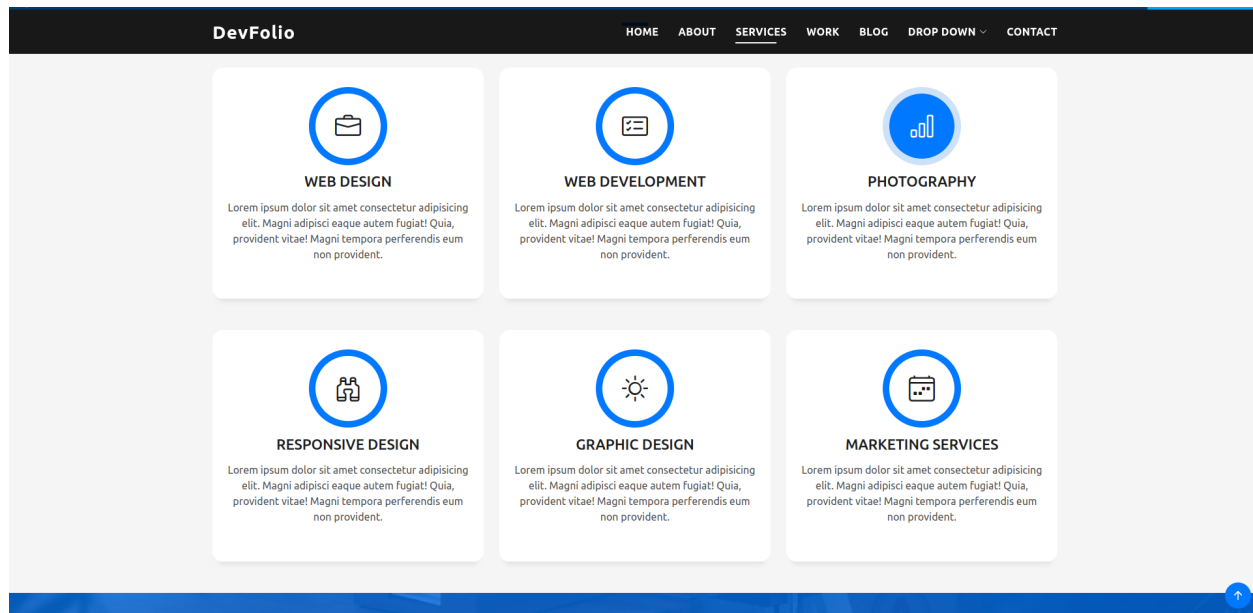 DevFolio
HOME ABOUT SERVICES WORK BLOG DROP DOWN CONTACT
WEB DESIGN
Lorem ipsum dolor sit amet consectetur adipisicing
elit. Magni adipisci eaque autem fugiat! Quia,
provident vitae! Magni tempora perferendis eum
non provident.
WEB DEVELOPMENT
Lorem ipsum dolor sit amet consectetur adipisicing
elit. Magni adipisci eaque autem fugiat! Quia,
provident vitae! Magni tempora perferendis eum
non provident.
PHOTOGRAPHY
Lorem ipsum dolor sit amet consectetur adipisicing
elit. Magni adipisci eaque autem fugiat! Quia,
provident vitae! Magni tempora perferendis eum
non provident.
RESPONSIVE DESIGN
Lorem ipsum dolor sit amet consectetur adipisicing
elit. Magni adipisci eaque autem fugiat! Quia,
provident vitae! Magni tempora perferendis eum
non provident.
GRAPHIC DESIGN
Lorem ipsum dolor sit amet consectetur adipisicing
elit. Magni adipisci eaque autem fugiat! Quia,
provident vitae! Magni tempora perferendis eum
non provident.
MARKETING SERVICES
Lorem ipsum dolor sit amet consectetur adipisicing
elit. Magni adipisci eaque autem fugiat! Quia,
provident vitae! Magni tempora perferendis eum
non provident.